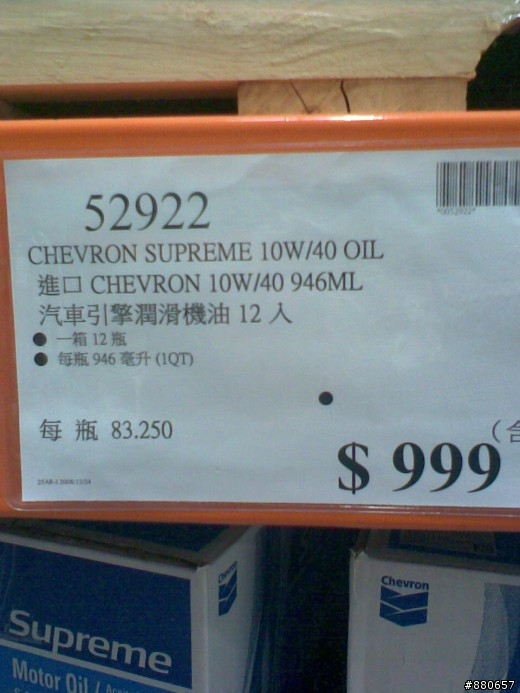 *0052922*
52922
CHEVRON SUPREME 10W/40 OIL
進口 CHEVRON 10W/40 946ML
汽車引擎潤滑機油 12 入
● 一箱 12 瓶
● 每瓶 946 毫升 (1QT)
每 瓶 83.250
(含
$ 999
Chevron
Chevron
Supreme
Motor Oil /
#880657